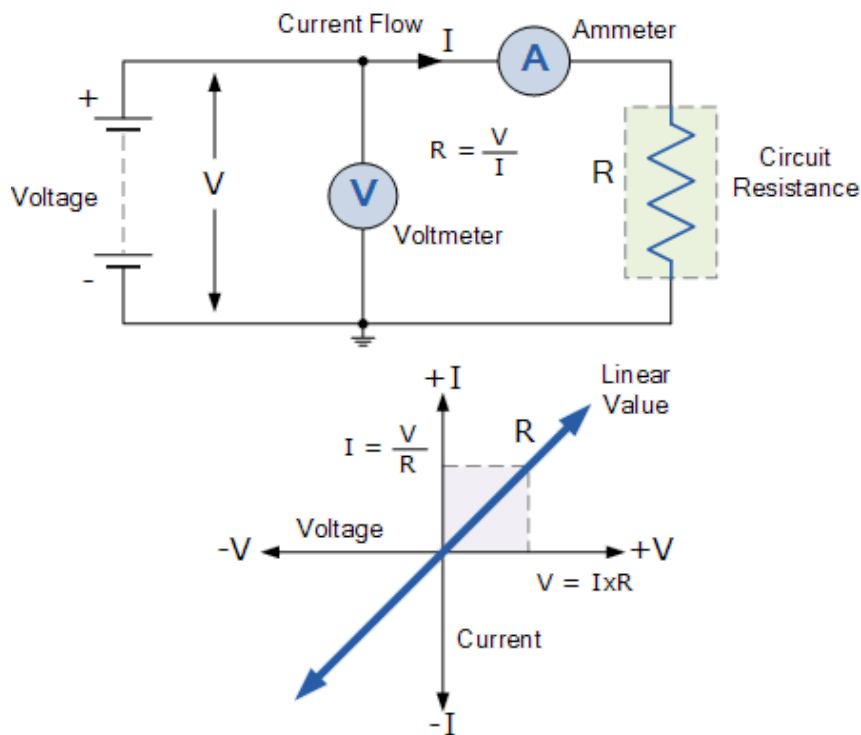 Current Flow
I
Ammeter
A
+
V
Voltage
-
R = V/I
V
Voltmeter
R
Circuit
Resistance
+I
Linear
Value
R
I = V/R
Voltage
-V
+V
V = IxR
Current
-I